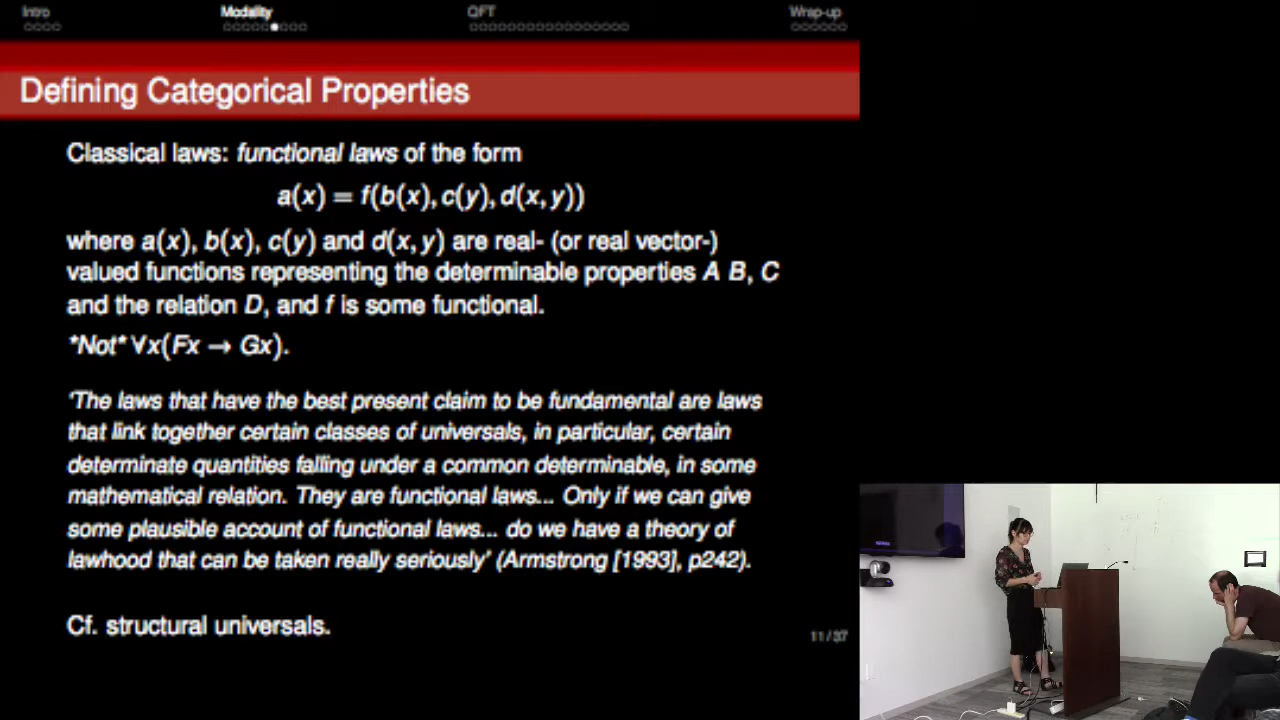 Intro Modality QFT Wrap-up
Defining Categorical Properties
Classical laws: functional laws of the form
a(x) = f(b(x), c(y), d(x, y))
where a(x), b(x), c(y) and d(x, y) are real- (or real vector-)
valued functions representing the determinable properties A B, C
and the relation D, and f is some functional.
*Not* ∀x(Fx → Gx).
'The laws that have the best present claim to be fundamental are laws
that link together certain classes of universals, in particular, certain
determinate quantities falling under a common determinable, in some
mathematical relation. They are functional laws... Only if we can give
some plausible account of functional laws... do we have a theory of
lawhood that can be taken really seriously' (Armstrong [1993], p242).
Cf. structural universals.
11 / 37